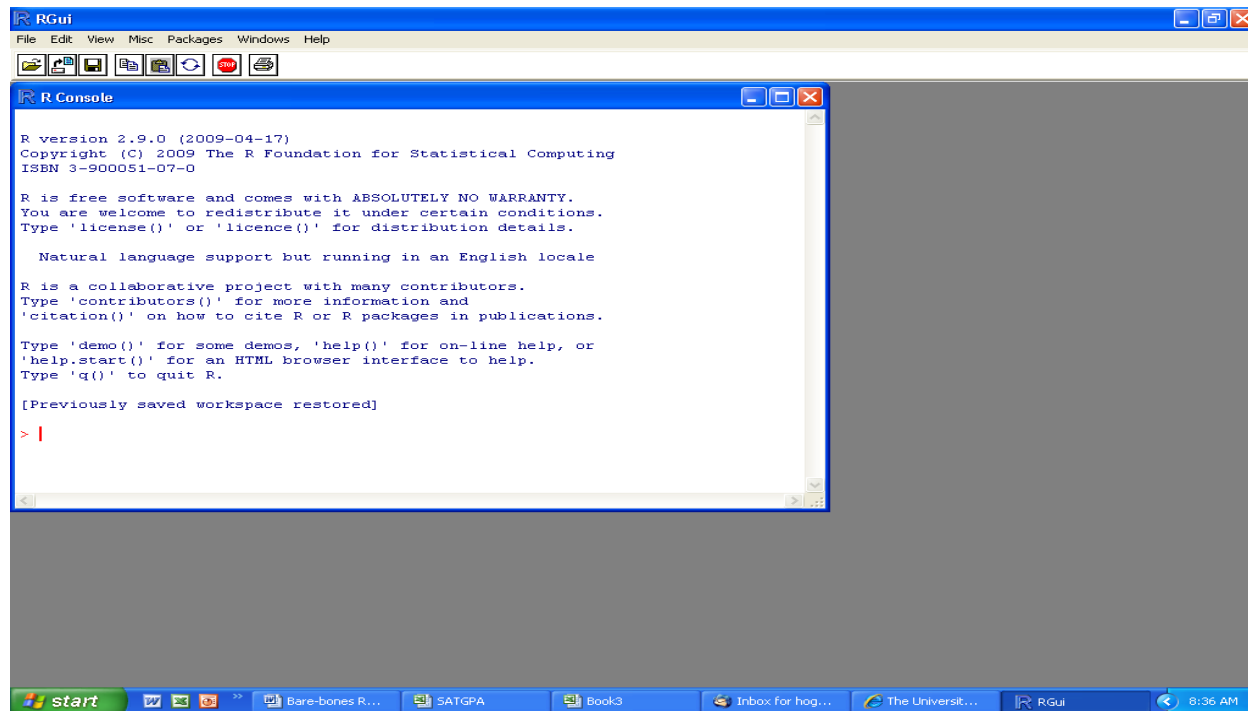 RGui
File Edit View Misc Packages Windows Help
STOP
R Console
R version 2.9.0 (2009-04-17)
Copyright (C) 2009 The R Foundation for Statistical Computing
ISBN 3-900051-07-0
R is free software and comes with ABSOLUTELY NO WARRANTY.
You are welcome to redistribute it under certain conditions.
Type 'license()' or 'licence()' for distribution details.
Natural language support but running in an English locale
R is a collaborative project with many contributors.
Type 'contributors()' for more information and
'citation()' on how to cite R or R packages in publications.
Type 'demo()' for some demos, 'help()' for on-line help, or
'help.start()' for an HTML browser interface to help.
Type 'q()' to quit R.
[Previously saved workspace restored]
>
start » Bare-bones R... SATGPA Book3 Inbox for hog... The Universit... RGui 8:36 AM